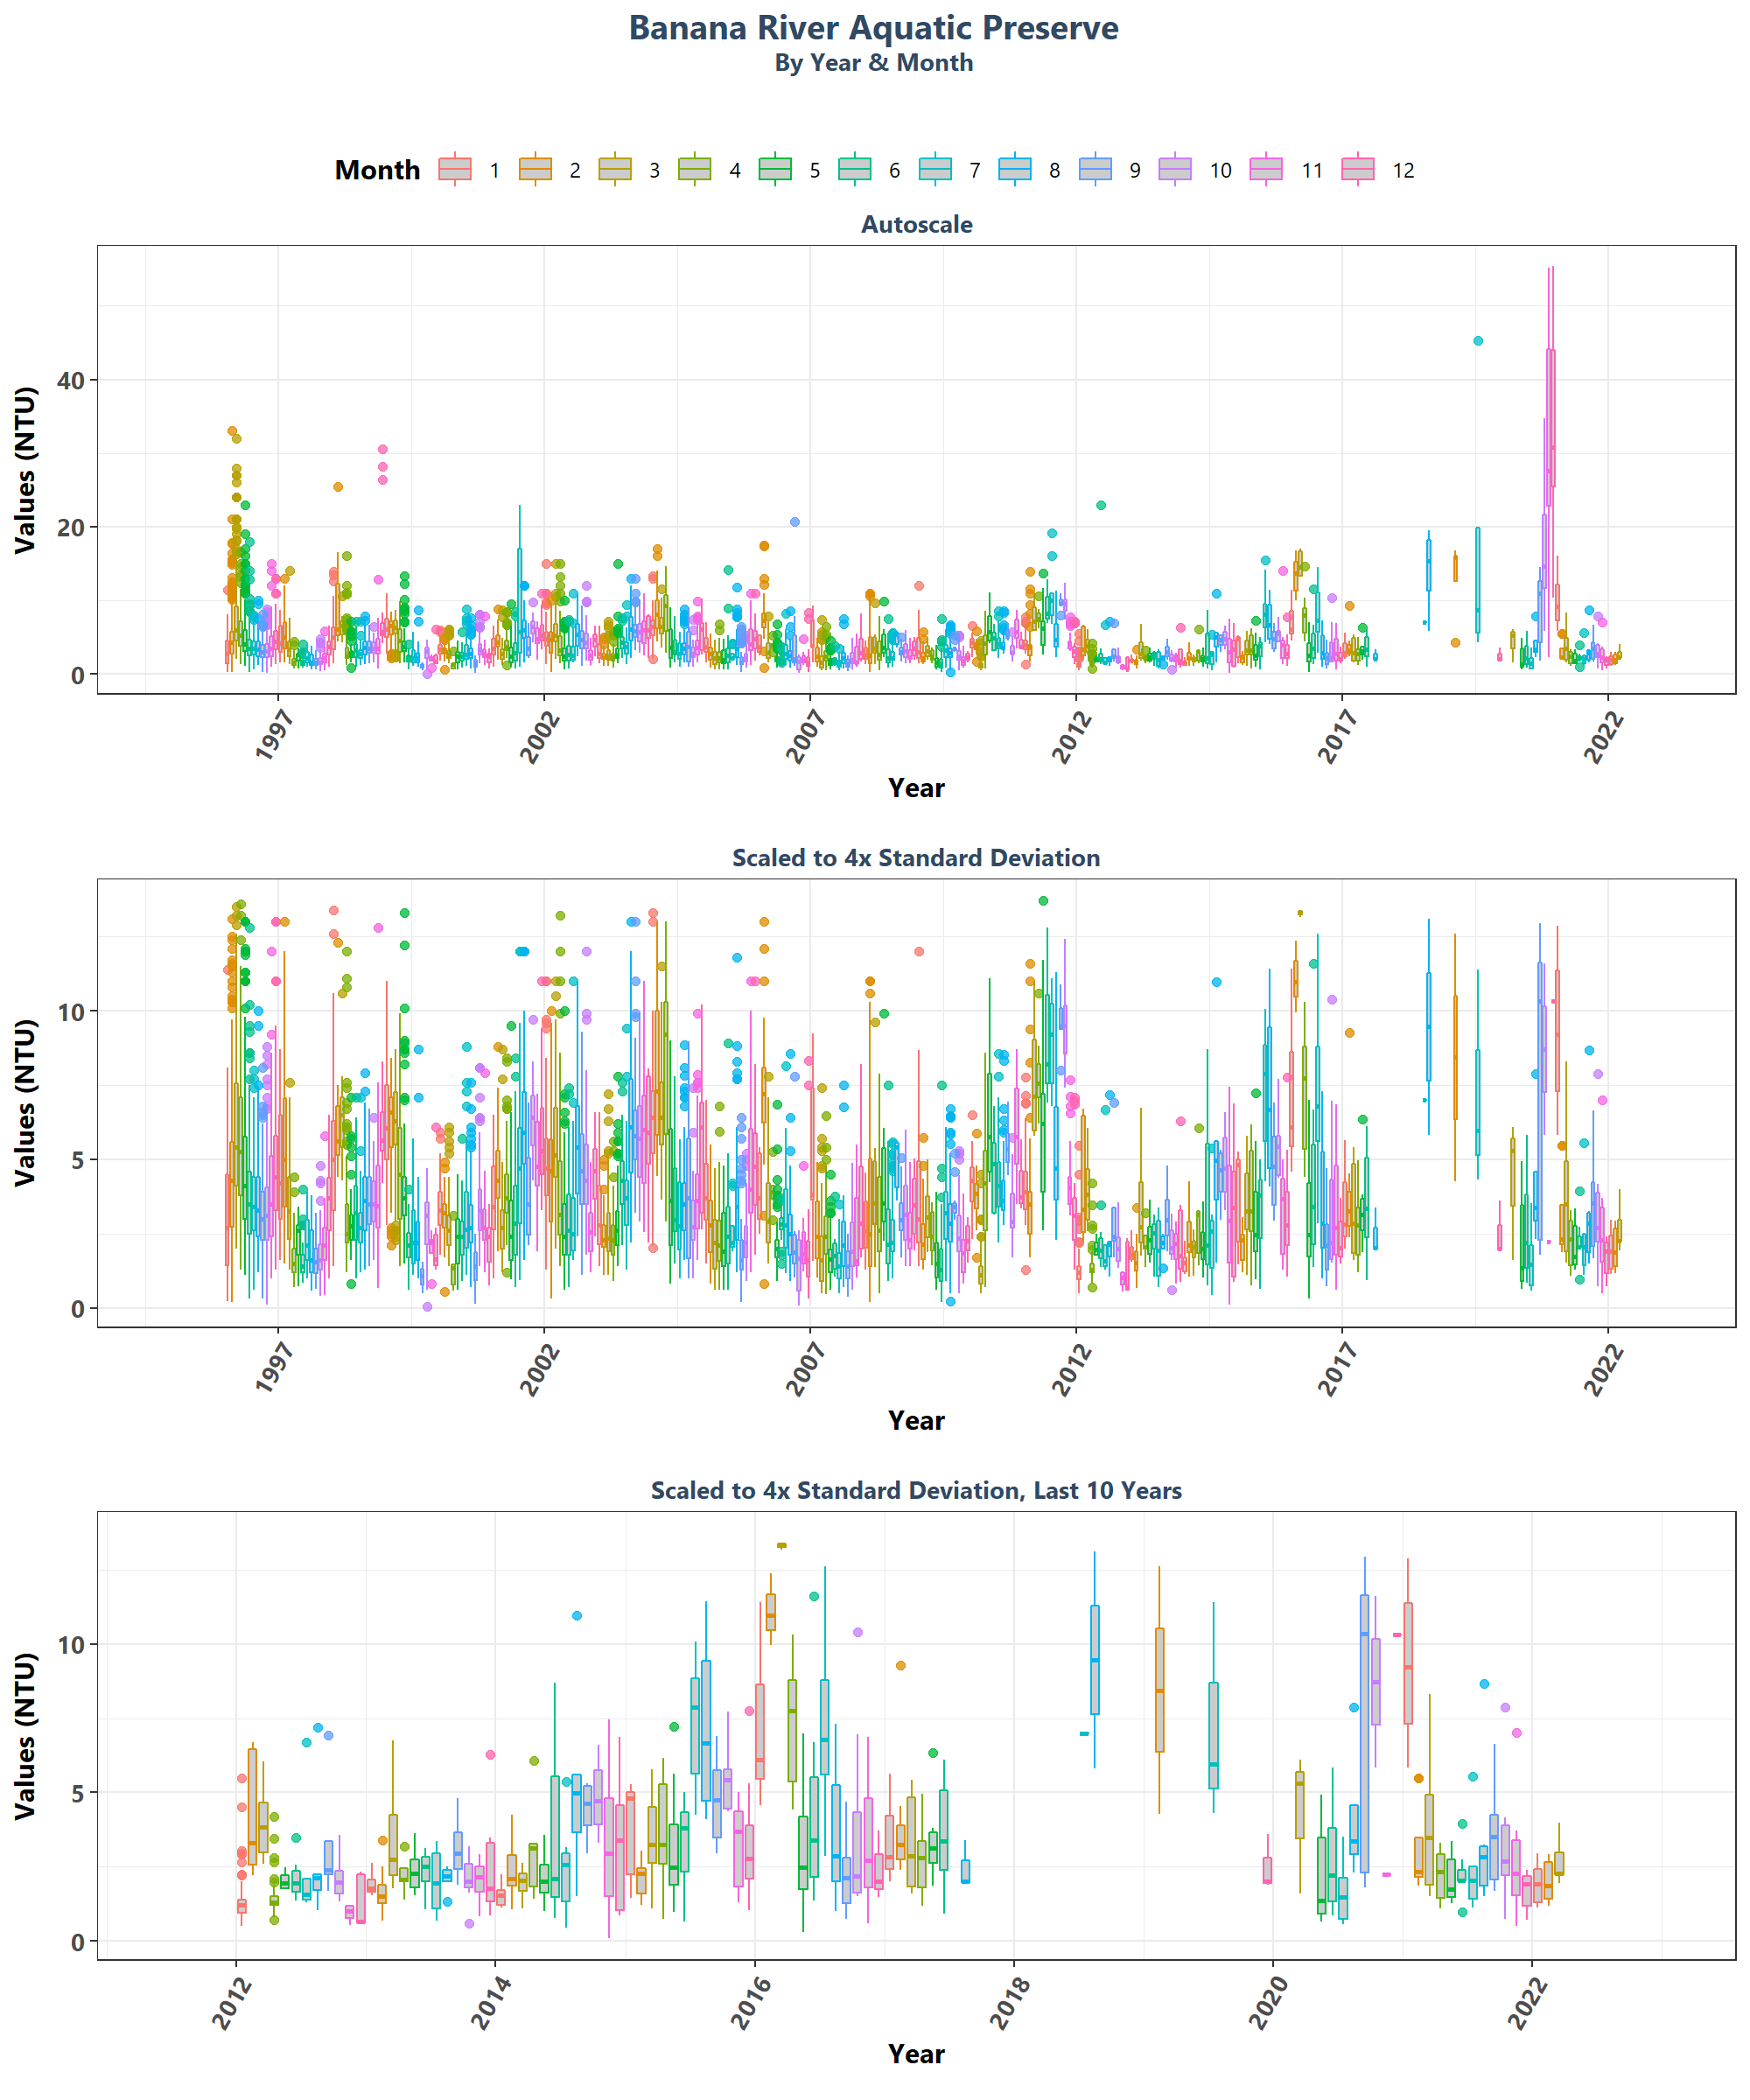 Banana River Aquatic Preserve
By Year & Month
Month 1 2 3 4 5 6 7 8 9 10 11 12
Autoscale
Values (NTU)
40
20
0
1997 2002 2007 2012 2017 2022
Year
Scaled to 4x Standard Deviation
Values (NTU)
10
5
0
1997 2002 2007 2012 2017 2022
Year
Scaled to 4x Standard Deviation, Last 10 Years
Values (NTU)
10
5
0
2012 2014 2016 2018 2020 2022
Year